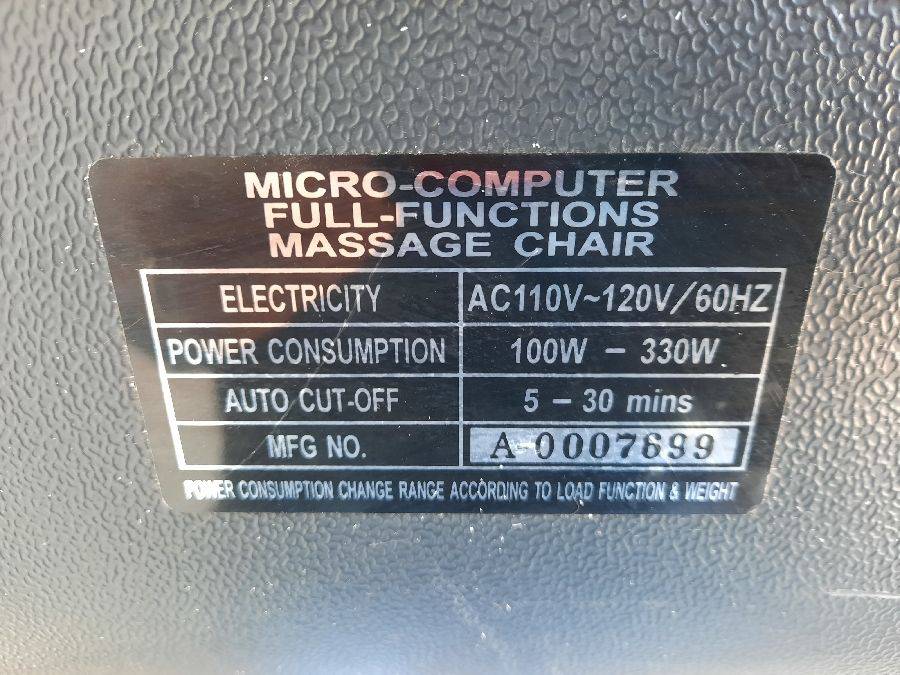 MICRO-COMPUTER
FULL-FUNCTIONS
MASSAGE CHAIR
ELECTRICITY AC110V~120V/60HZ
POWER CONSUMPTION 100W - 330W
AUTO CUT-OFF 5 - 30 mins
MFG NO. A-0007699
POWER CONSUMPTION CHANGE RANGE ACCORDING TO LOAD FUNCTION & WEIGHT